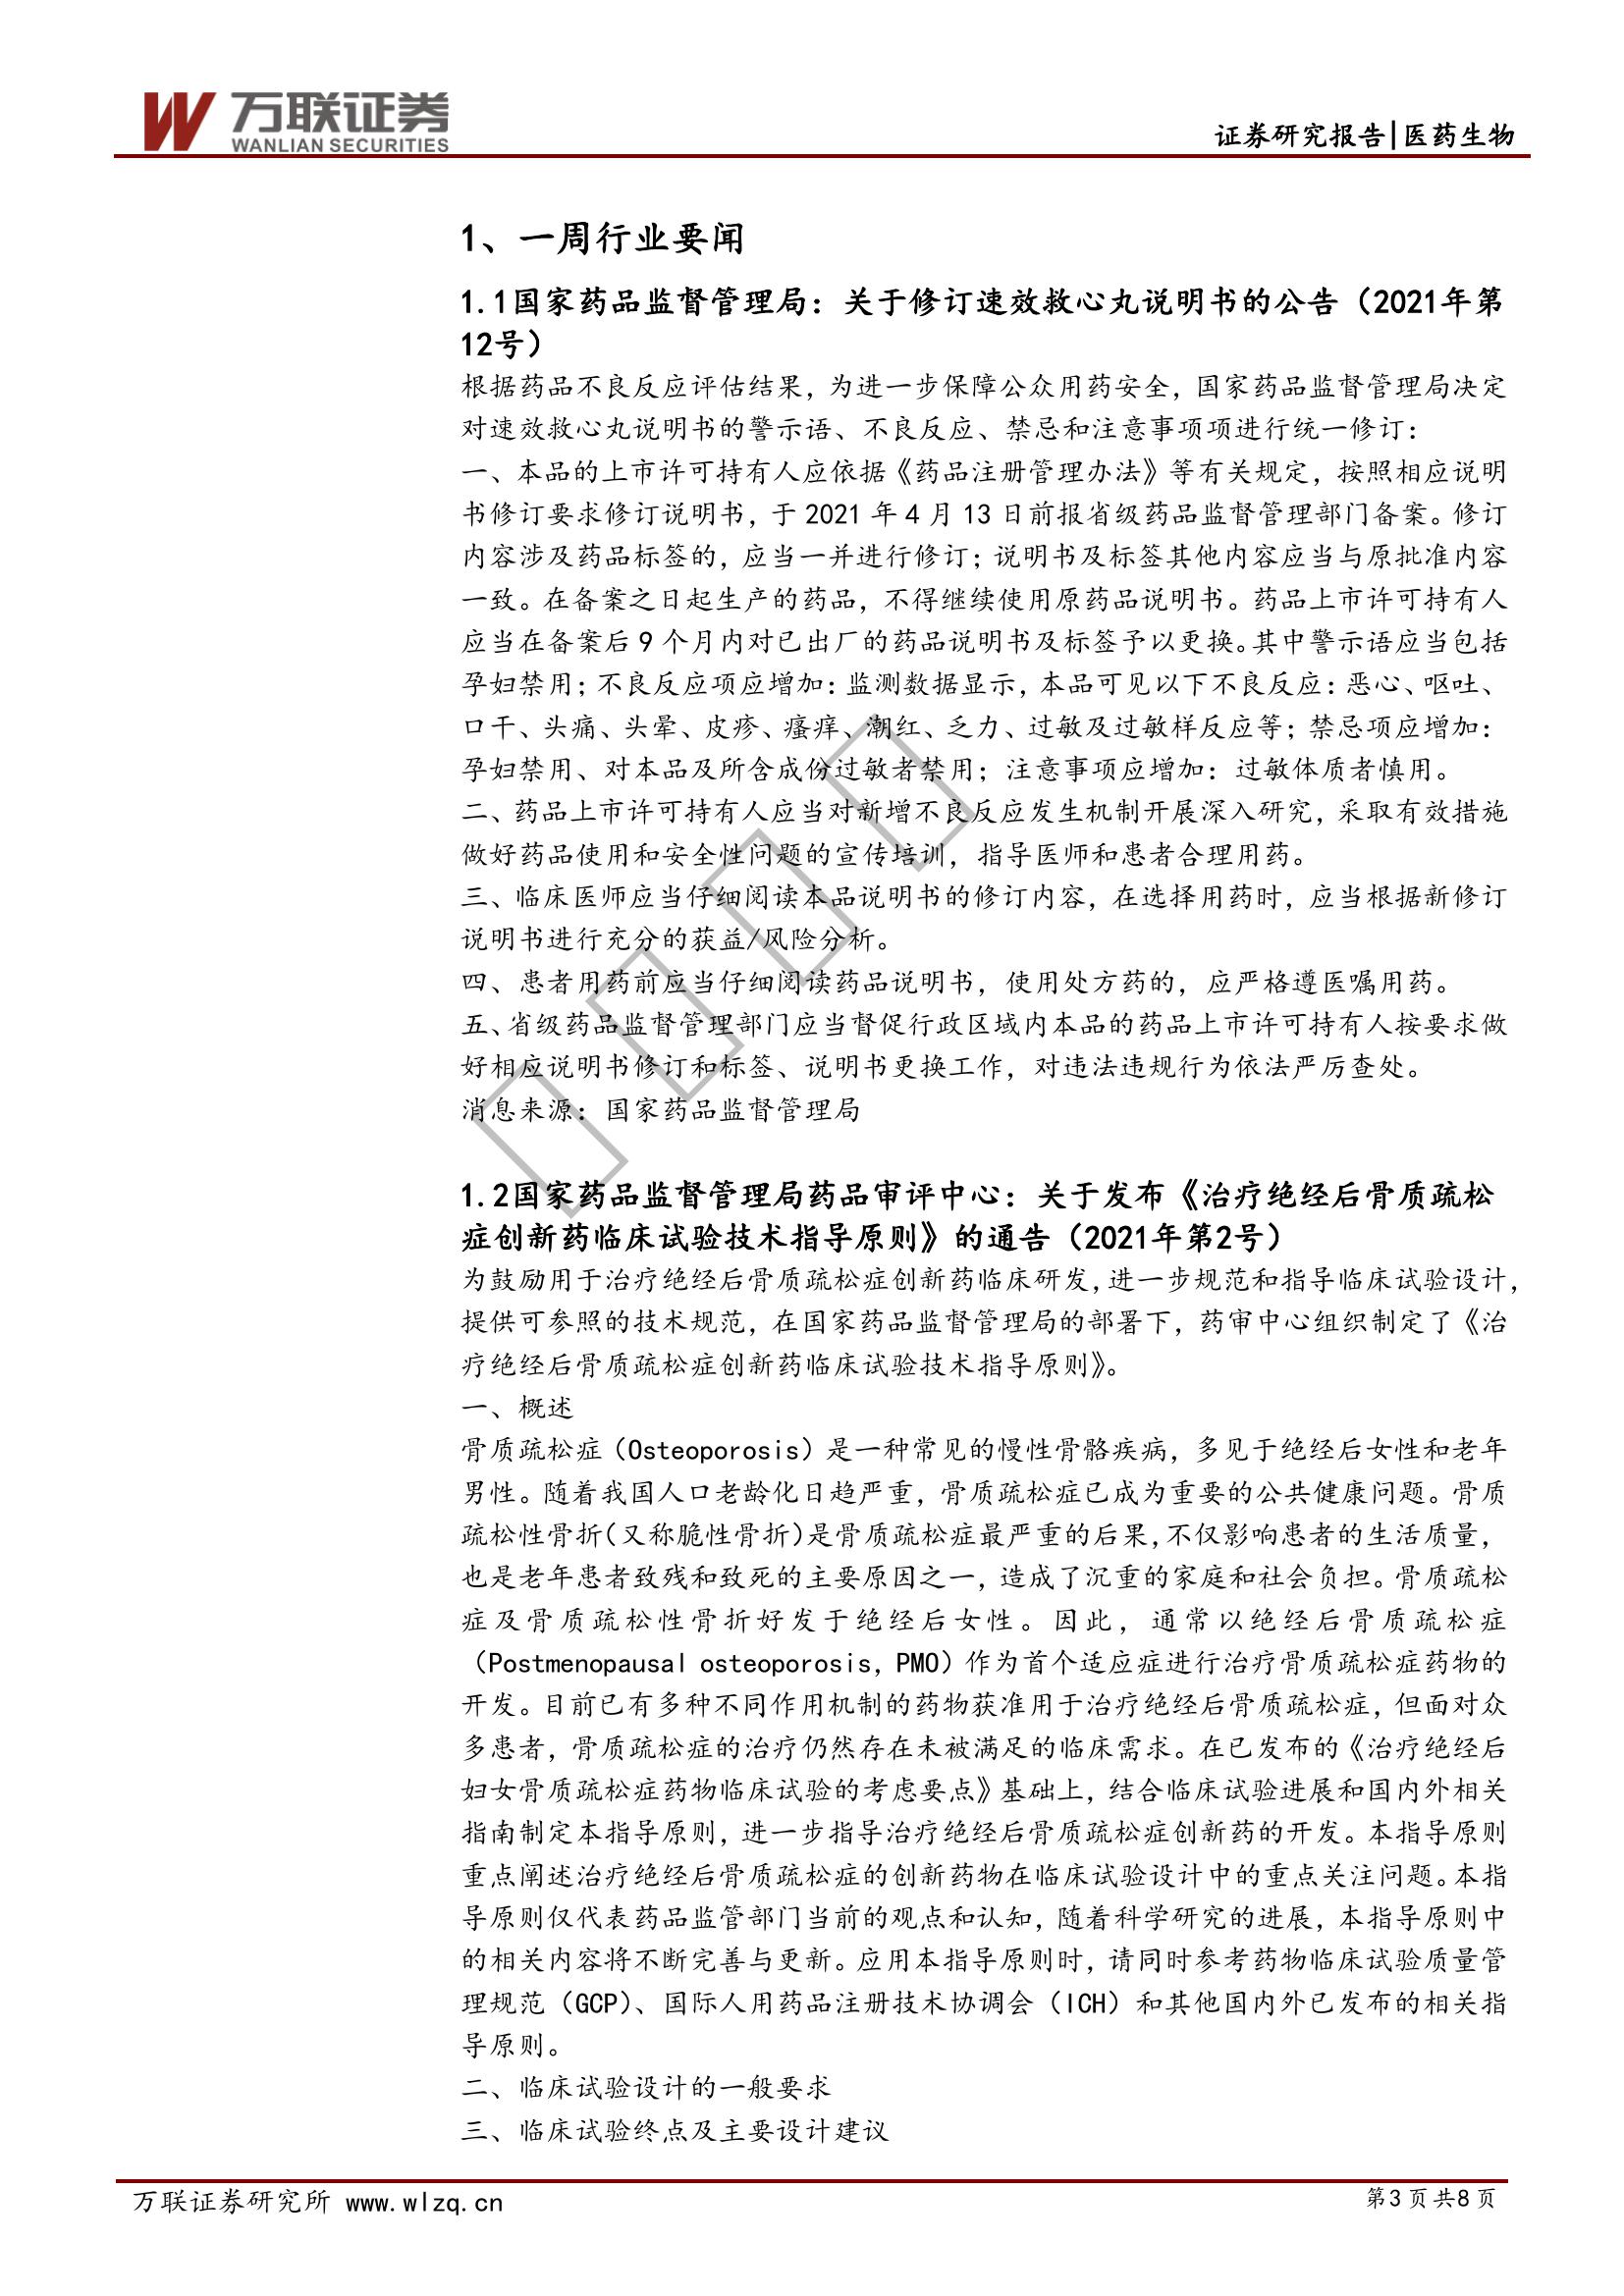 万联证券
WANLIAN SECURITIES
证券研究报告|医药生物
1、一周行业要闻
1.1国家药品监督管理局：关于修订速效救心丸说明书的公告（2021年第
12号）
根据药品不良反应评估结果，为进一步保障公众用药安全，国家药品监督管理局决定
对速效救心丸说明书的警示语、不良反应、禁忌和注意事项项进行统一修订：
一、本品的上市许可持有人应依据《药品注册管理办法》等有关规定，按照相应说明
书修订要求修订说明书，于 2021 年 4 月 13 日前报省级药品监督管理部门备案。修订
内容涉及药品标签的，应当一并进行修订；说明书及标签其他内容应当与原批准内容
一致。在备案之日起生产的药品，不得继续使用原药品说明书。药品上市许可持有人
应当在备案后 9 个月内对已出厂的药品说明书及标签予以更换。其中警示语应当包括
孕妇禁用；不良反应项应增加：监测数据显示，本品可见以下不良反应：恶心、呕吐、
口干、头痛、头晕、皮疹、瘙痒、潮红、乏力、过敏及过敏样反应等；禁忌项应增加：
孕妇禁用、对本品及所含成份过敏者禁用；注意事项应增加：过敏体质者慎用。
二、药品上市许可持有人应当对新增不良反应发生机制开展深入研究，采取有效措施
做好药品使用和安全性问题的宣传培训，指导医师和患者合理用药。
三、临床医师应当仔细阅读本品说明书的修订内容，在选择用药时，应当根据新修订
说明书进行充分的获益/风险分析。
四、患者用药前应当仔细阅读药品说明书，使用处方药的，应严格遵医嘱用药。
五、省级药品监督管理部门应当督促行政区域内本品的药品上市许可持有人按要求做
好相应说明书修订和标签、说明书更换工作，对违法违规行为依法严厉查处。
消息来源：国家药品监督管理局
1.2国家药品监督管理局药品审评中心：关于发布《治疗绝经后骨质疏松
症创新药临床试验技术指导原则》的通告（2021年第2号）
为鼓励用于治疗绝经后骨质疏松症创新药临床研发，进一步规范和指导临床试验设计，
提供可参照的技术规范，在国家药品监督管理局的部署下，药审中心组织制定了《治
疗绝经后骨质疏松症创新药临床试验技术指导原则》。
一、概述
骨质疏松症（Osteoporosis）是一种常见的慢性骨骼疾病，多见于绝经后女性和老年
男性。随着我国人口老龄化日趋严重，骨质疏松症已成为重要的公共健康问题。骨质
疏松性骨折（又称脆性骨折）是骨质疏松症最严重的后果，不仅影响患者的生活质量，
也是老年患者致残和致死的主要原因之一，造成了沉重的家庭和社会负担。骨质疏松
症及骨质疏松性骨折好发于绝经后女性。因此，通常以绝经后骨质疏松症
（Postmenopausal osteoporosis，PMO）作为首个适应症进行治疗骨质疏松症药物的
开发。目前已有多种不同作用机制的药物获准用于治疗绝经后骨质疏松症，但面对众
多患者，骨质疏松症的治疗仍然存在未被满足的临床需求。在已发布的《治疗绝经后
妇女骨质疏松症药物临床试验的考虑要点》基础上，结合临床试验进展和国内外相关
指南制定本指导原则，进一步指导治疗绝经后骨质疏松症创新药的开发。本指导原则
重点阐述治疗绝经后骨质疏松症的创新药物在临床试验设计中的重点关注问题。本指
导原则仅代表药品监管部门当前的观点和认知，随着科学研究的进展，本指导原则中
的相关内容将不断完善与更新。应用本指导原则时，请同时参考药物临床试验质量管
理规范（GCP）、国际人用药品注册技术协调会（ICH）和其他国内外已发布的相关指
导原则。
二、临床试验设计的一般要求
三、临床试验终点及主要设计建议
万联证券研究所 www.wlzq.cn
第 3 页 共 8 页